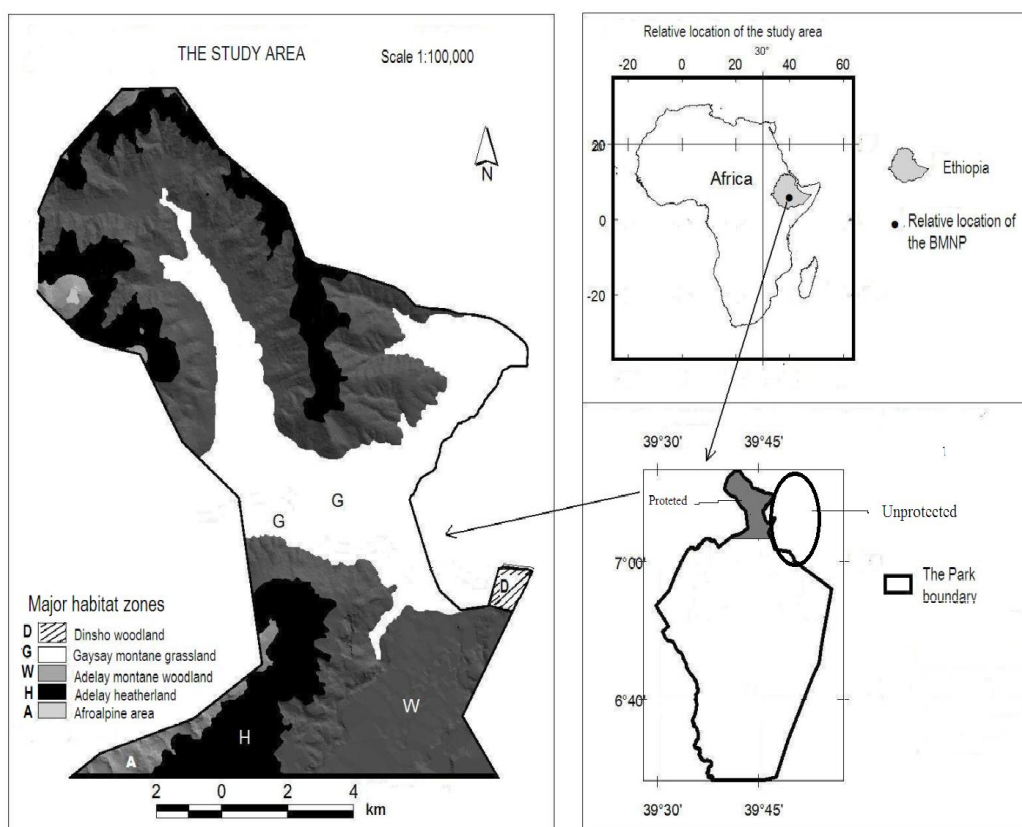 THE STUDY AREA
Scale 1:100,000
N
G
G
D
W
H
A
Major habitat zones
D Dinsho woodland
G Gaysay montane grassland
W Adelay montane woodland
H Adelay heatherland
A Afroalpine area
2 0 2 4
km
Relative location of the study area
30°
-20 0 20 40 60
20
0
-20
Africa
Ethiopia
Relative location of
the BMNP
39°30' 39°45'
Proteted
Unprotected
7°00'
6°40'
The Park
boundary
39°30' 39°45'
1